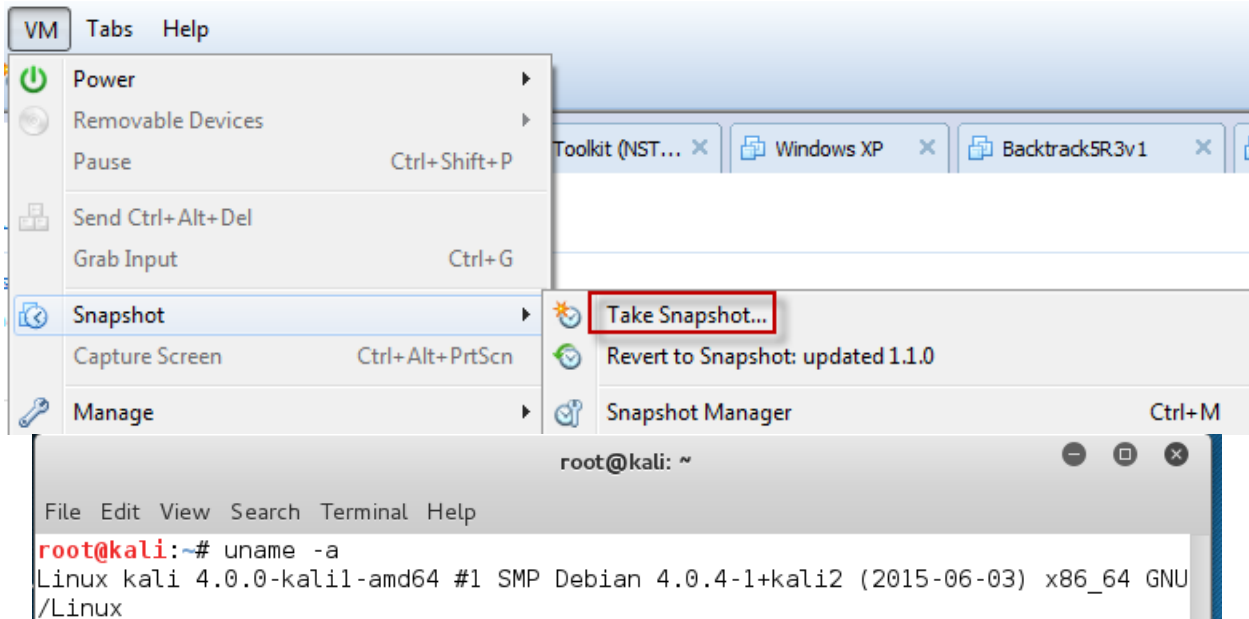 VM Tabs Help
Power
Removable Devices
Toolkit (NST... Windows XP Backtrack5R3v1
Pause Ctrl+Shift+P
Send Ctrl+Alt+Del
Grab Input Ctrl+G
Snapshot Take Snapshot...
Capture Screen Ctrl+Alt+PrtScn Revert to Snapshot: updated 1.1.0
Manage Snapshot Manager Ctrl+M
root@kali: ~
File Edit View Search Terminal Help
root@kali:~# uname -a
Linux kali 4.0.0-kali1-amd64 #1 SMP Debian 4.0.4-1+kali2 (2015-06-03) x86_64 GNU
/Linux